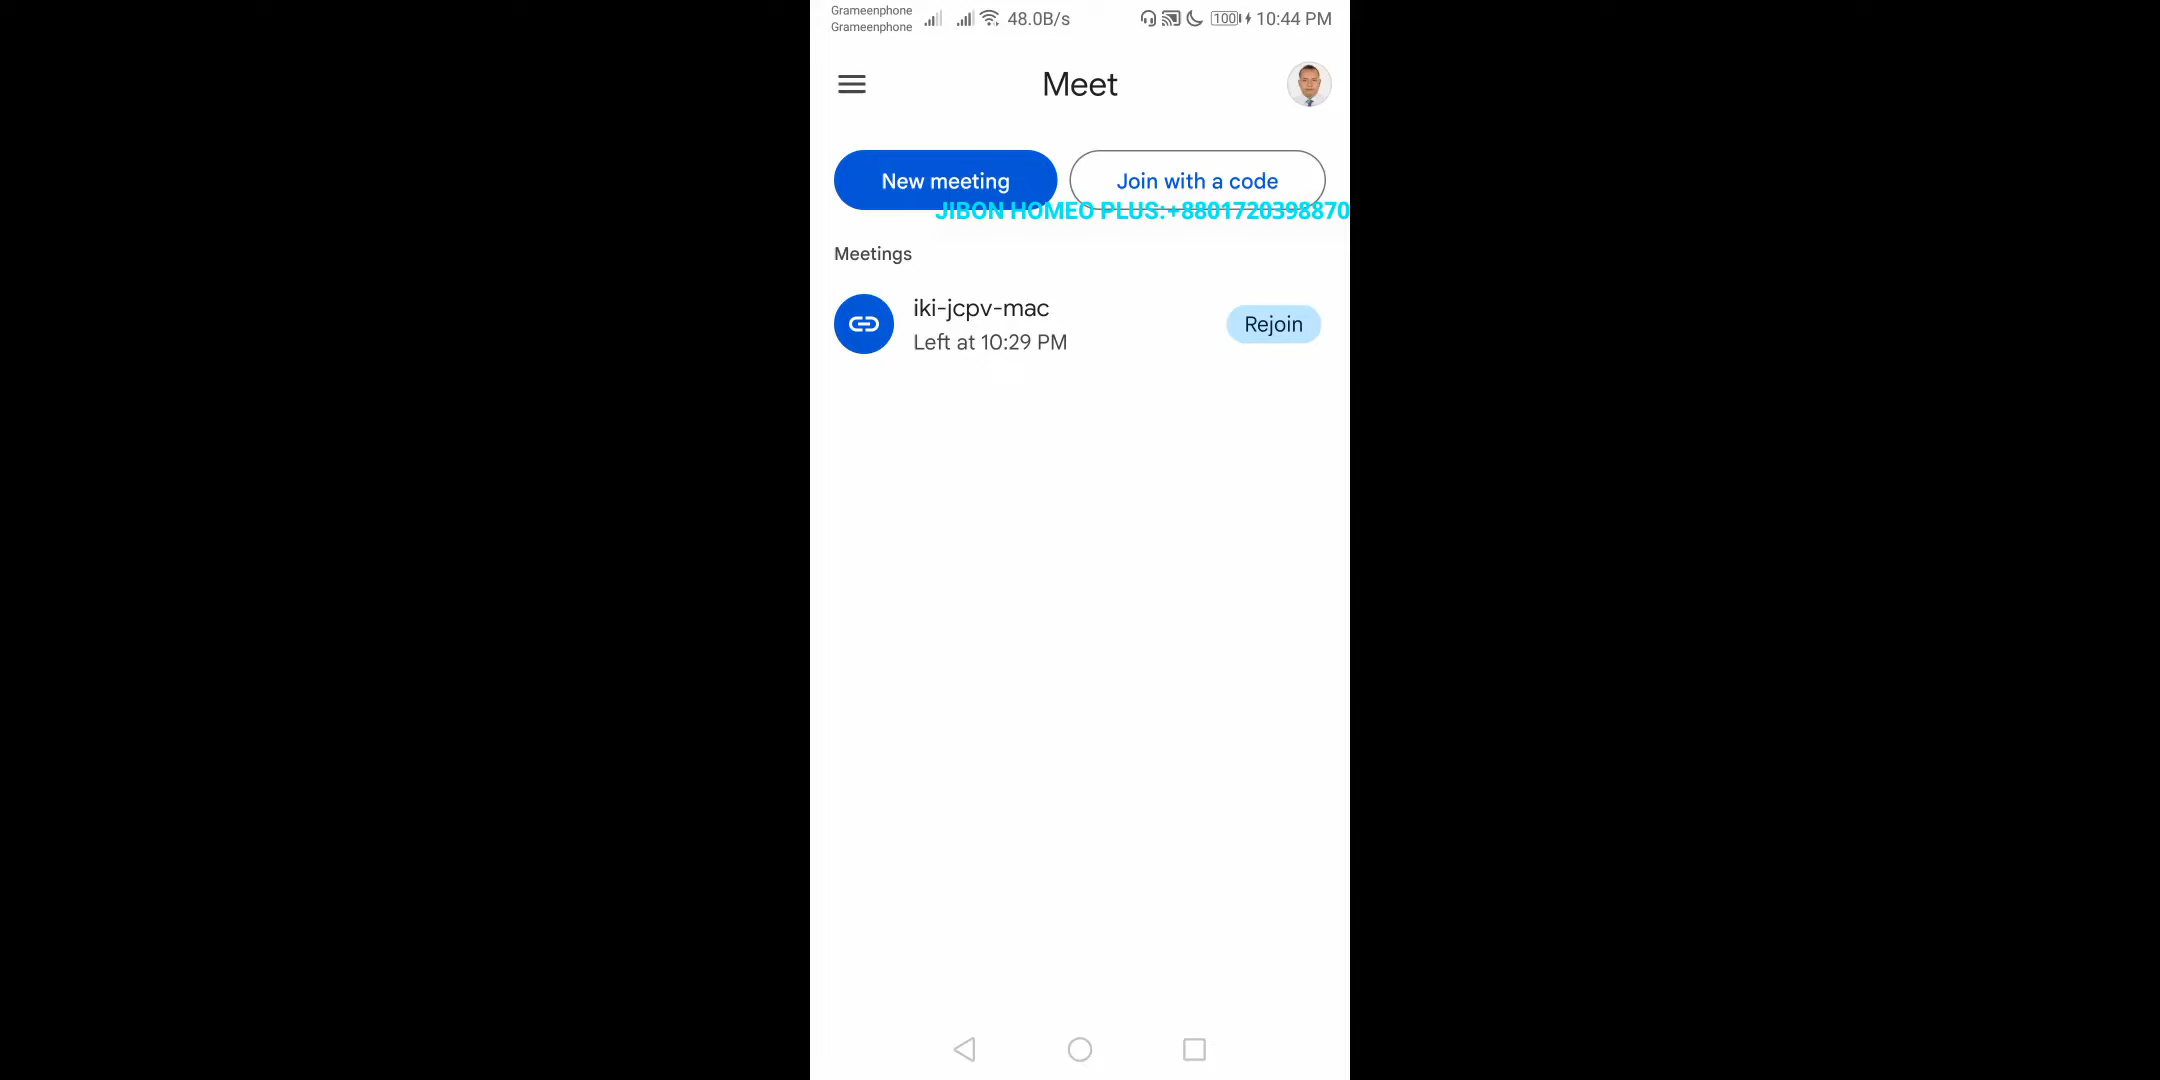 Grameenphone
Grameenphone
48.0B/s
100
10:44 PM
Meet
New meeting
Join with a code
JIBON HOMEO PLUS:+8801720398870
Meetings
iki-jcpv-mac
Left at 10:29 PM
Rejoin